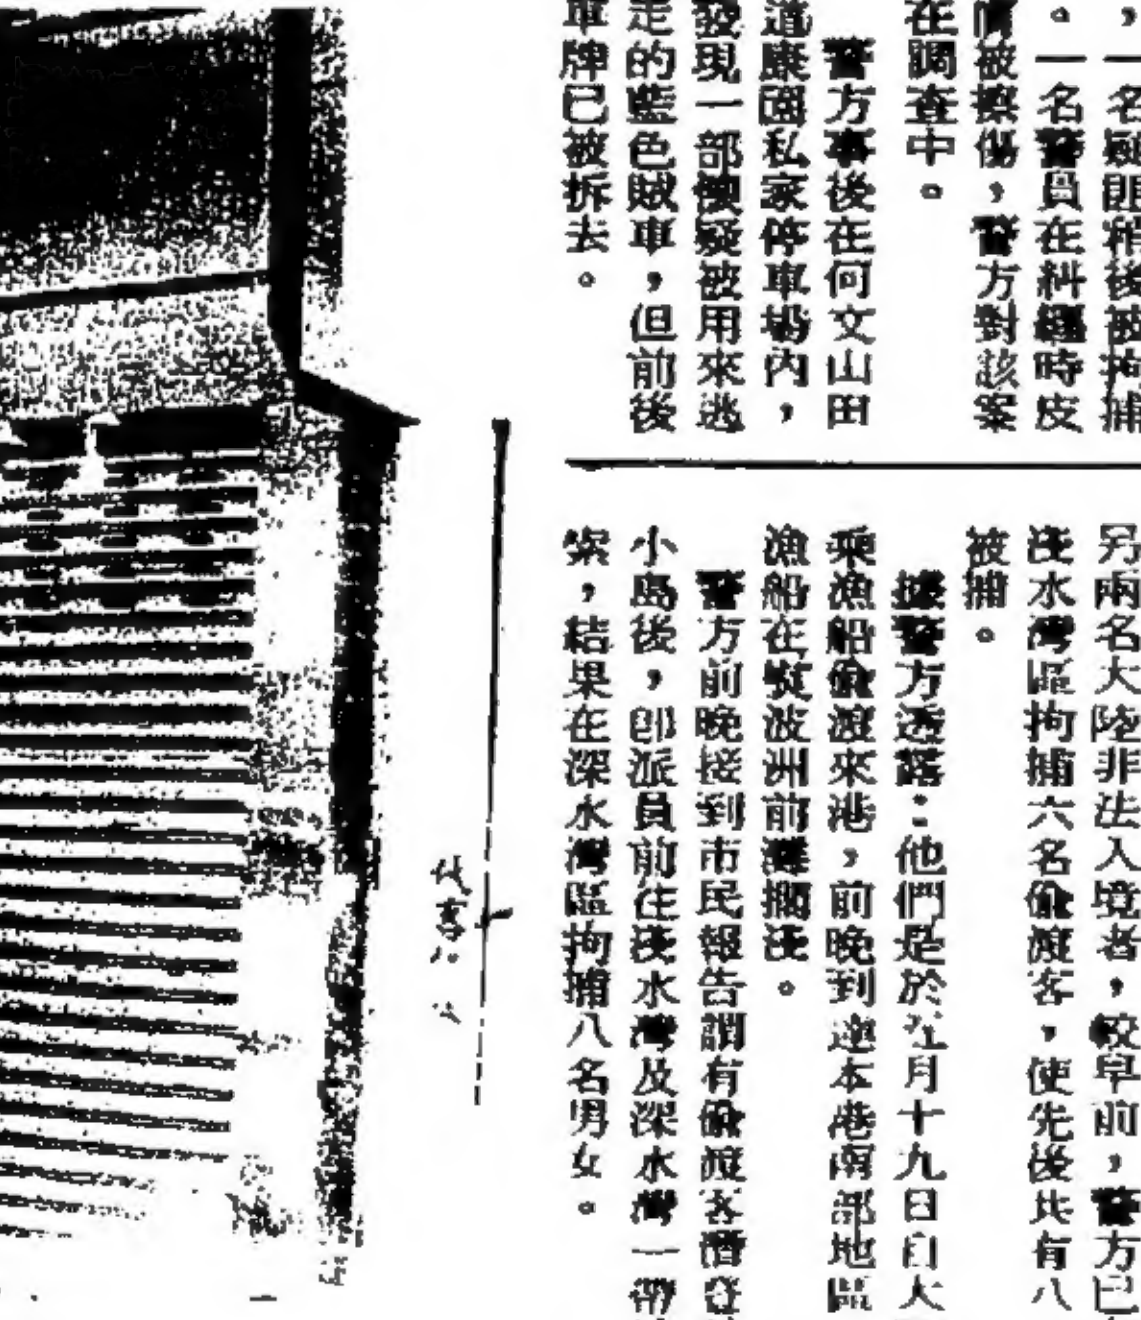 ，一名疑匪稍後被拘捕
。一名警員在糾纏時皮
膚被擦傷，警方對該案
在調查中。
警方事後在何文山田
道康園私家停車場內，
發現一部懷疑被用來逃
走的藍色賊車，但前後
車牌已被拆去。
另兩名大陸非法入境者，較早前，警方已
淺水灣區拘捕六名偷渡客，使先後共有八
被捕。
據警方透露：他們是於五月十九日自大
乘漁船偷渡來港，前晚到達本港南部地區
漁船在熨波洲前灘擱淺。
警方前晚接到市民報告謂有偷渡客潛登
小島後，即派員前往淺水灣及深水灣一帶
索，結果在深水灣區拘捕八名男女。